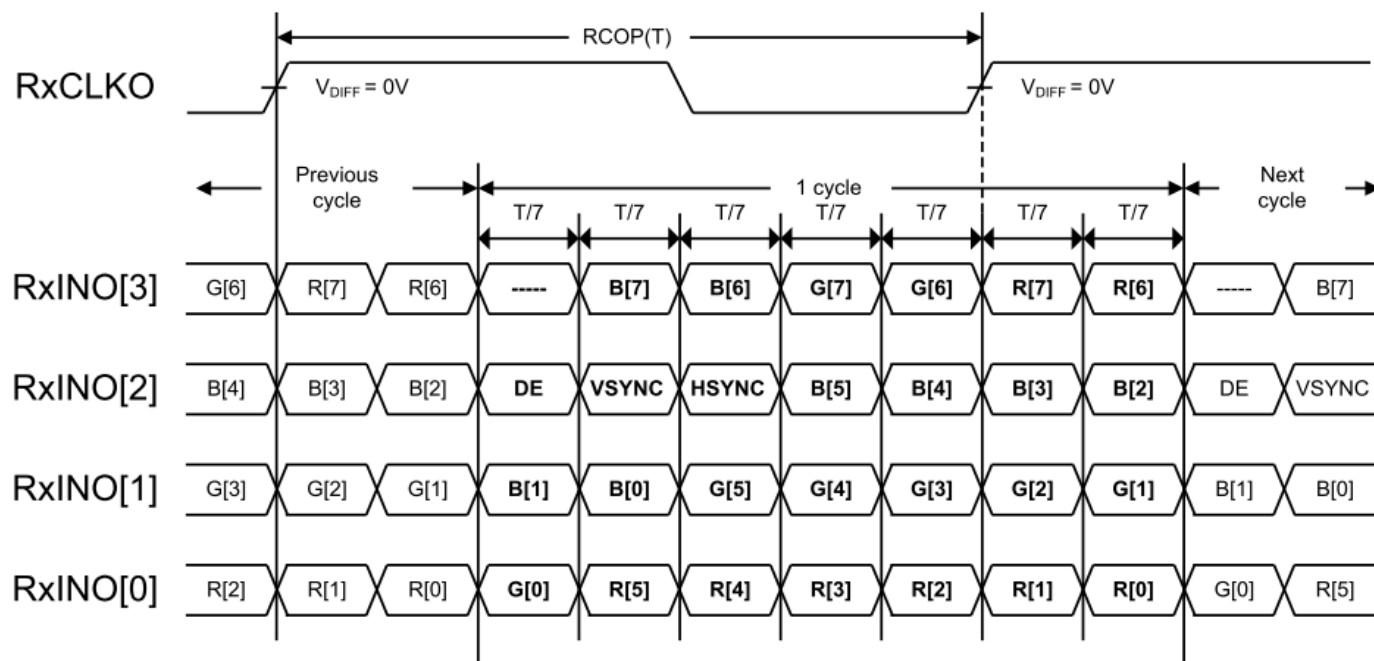 RCOP(T)
RxCLKO
V_DIFF = 0V V_DIFF = 0V
Previous cycle 1 cycle Next cycle
T/7 T/7 T/7 T/7 T/7 T/7 T/7
RxINO[3] G[6] R[7] R[6] ----- B[7] B[6] G[7] G[6] R[7] R[6] ----- B[7]
RxINO[2] B[4] B[3] B[2] DE VSYNC HSYNC B[5] B[4] B[3] B[2] DE VSYNC
RxINO[1] G[3] G[2] G[1] B[1] B[0] G[5] G[4] G[3] G[2] G[1] B[1] B[0]
RxINO[0] R[2] R[1] R[0] G[0] R[5] R[4] R[3] R[2] R[1] R[0] G[0] R[5]